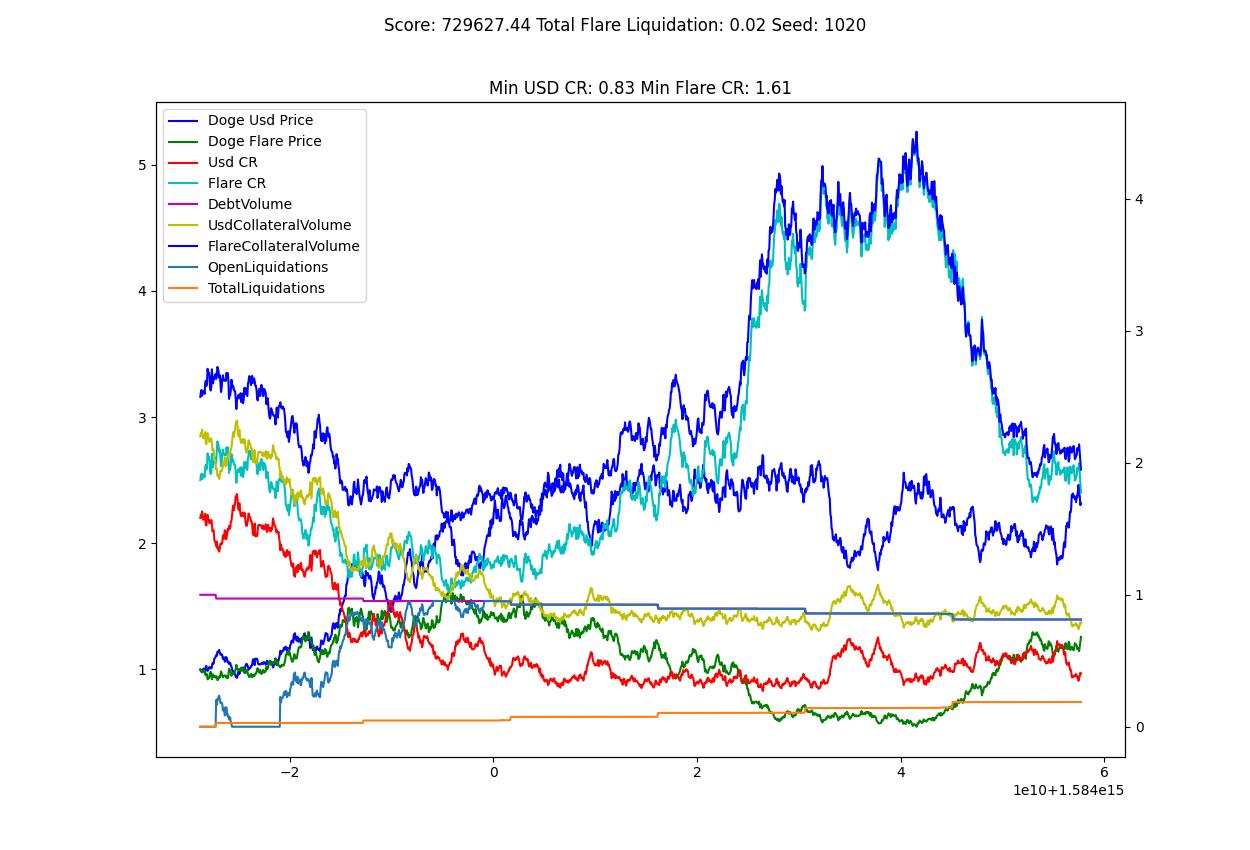 Score: 729627.44 Total Flare Liquidation: 0.02 Seed: 1020
Min USD CR: 0.83 Min Flare CR: 1.61
Doge Usd Price
Doge Flare Price
Usd CR
Flare CR
DebtVolume
UsdCollateralVolume
FlareCollateralVolume
OpenLiquidations
TotalLiquidations
5
4
3
2
1
4
3
2
1
0
−2
0
2
4
6
1e10+1.584e15